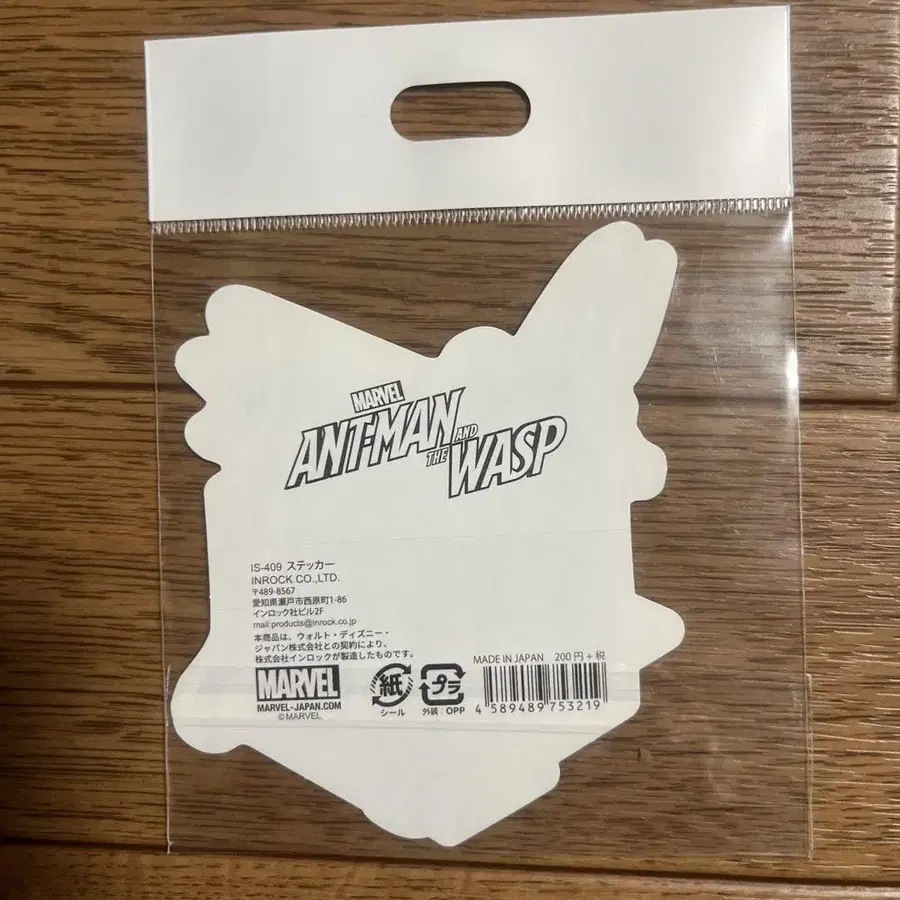 MARVEL
ANT-MAN AND THE WASP
IS-409 ステッカー
INROCK CO.,LTD.
〒489-8567
愛知県瀬戸市西原町1-86
インロック社ビル2F
mail:products@inrock.co.jp
本商品は、ウォルト・ディズニー・
ジャパン株式会社との契約により、
株式会社インロックが製造したものです。
MARVEL
MARVEL-JAPAN.COM
© MARVEL
紙
シール
プラ
外装:OPP
MADE IN JAPAN 200円+税
4 589489 753219